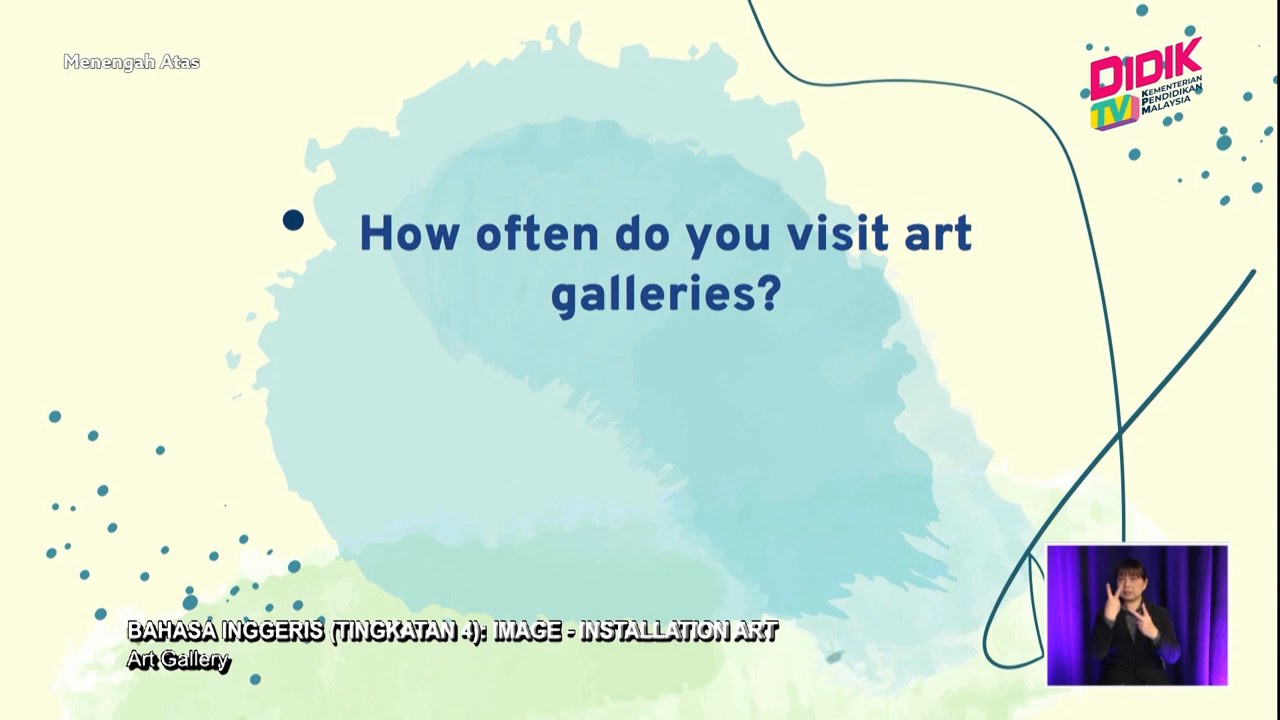 Menengah Atas
DIDIK
TV
KEMENTERIAN
PENDIDIKAN
MALAYSIA
How often do you visit art
galleries?
BAHASA INGGERIS (TINGKATAN 4): IMAGE - INSTALLATION ART
Art Gallery